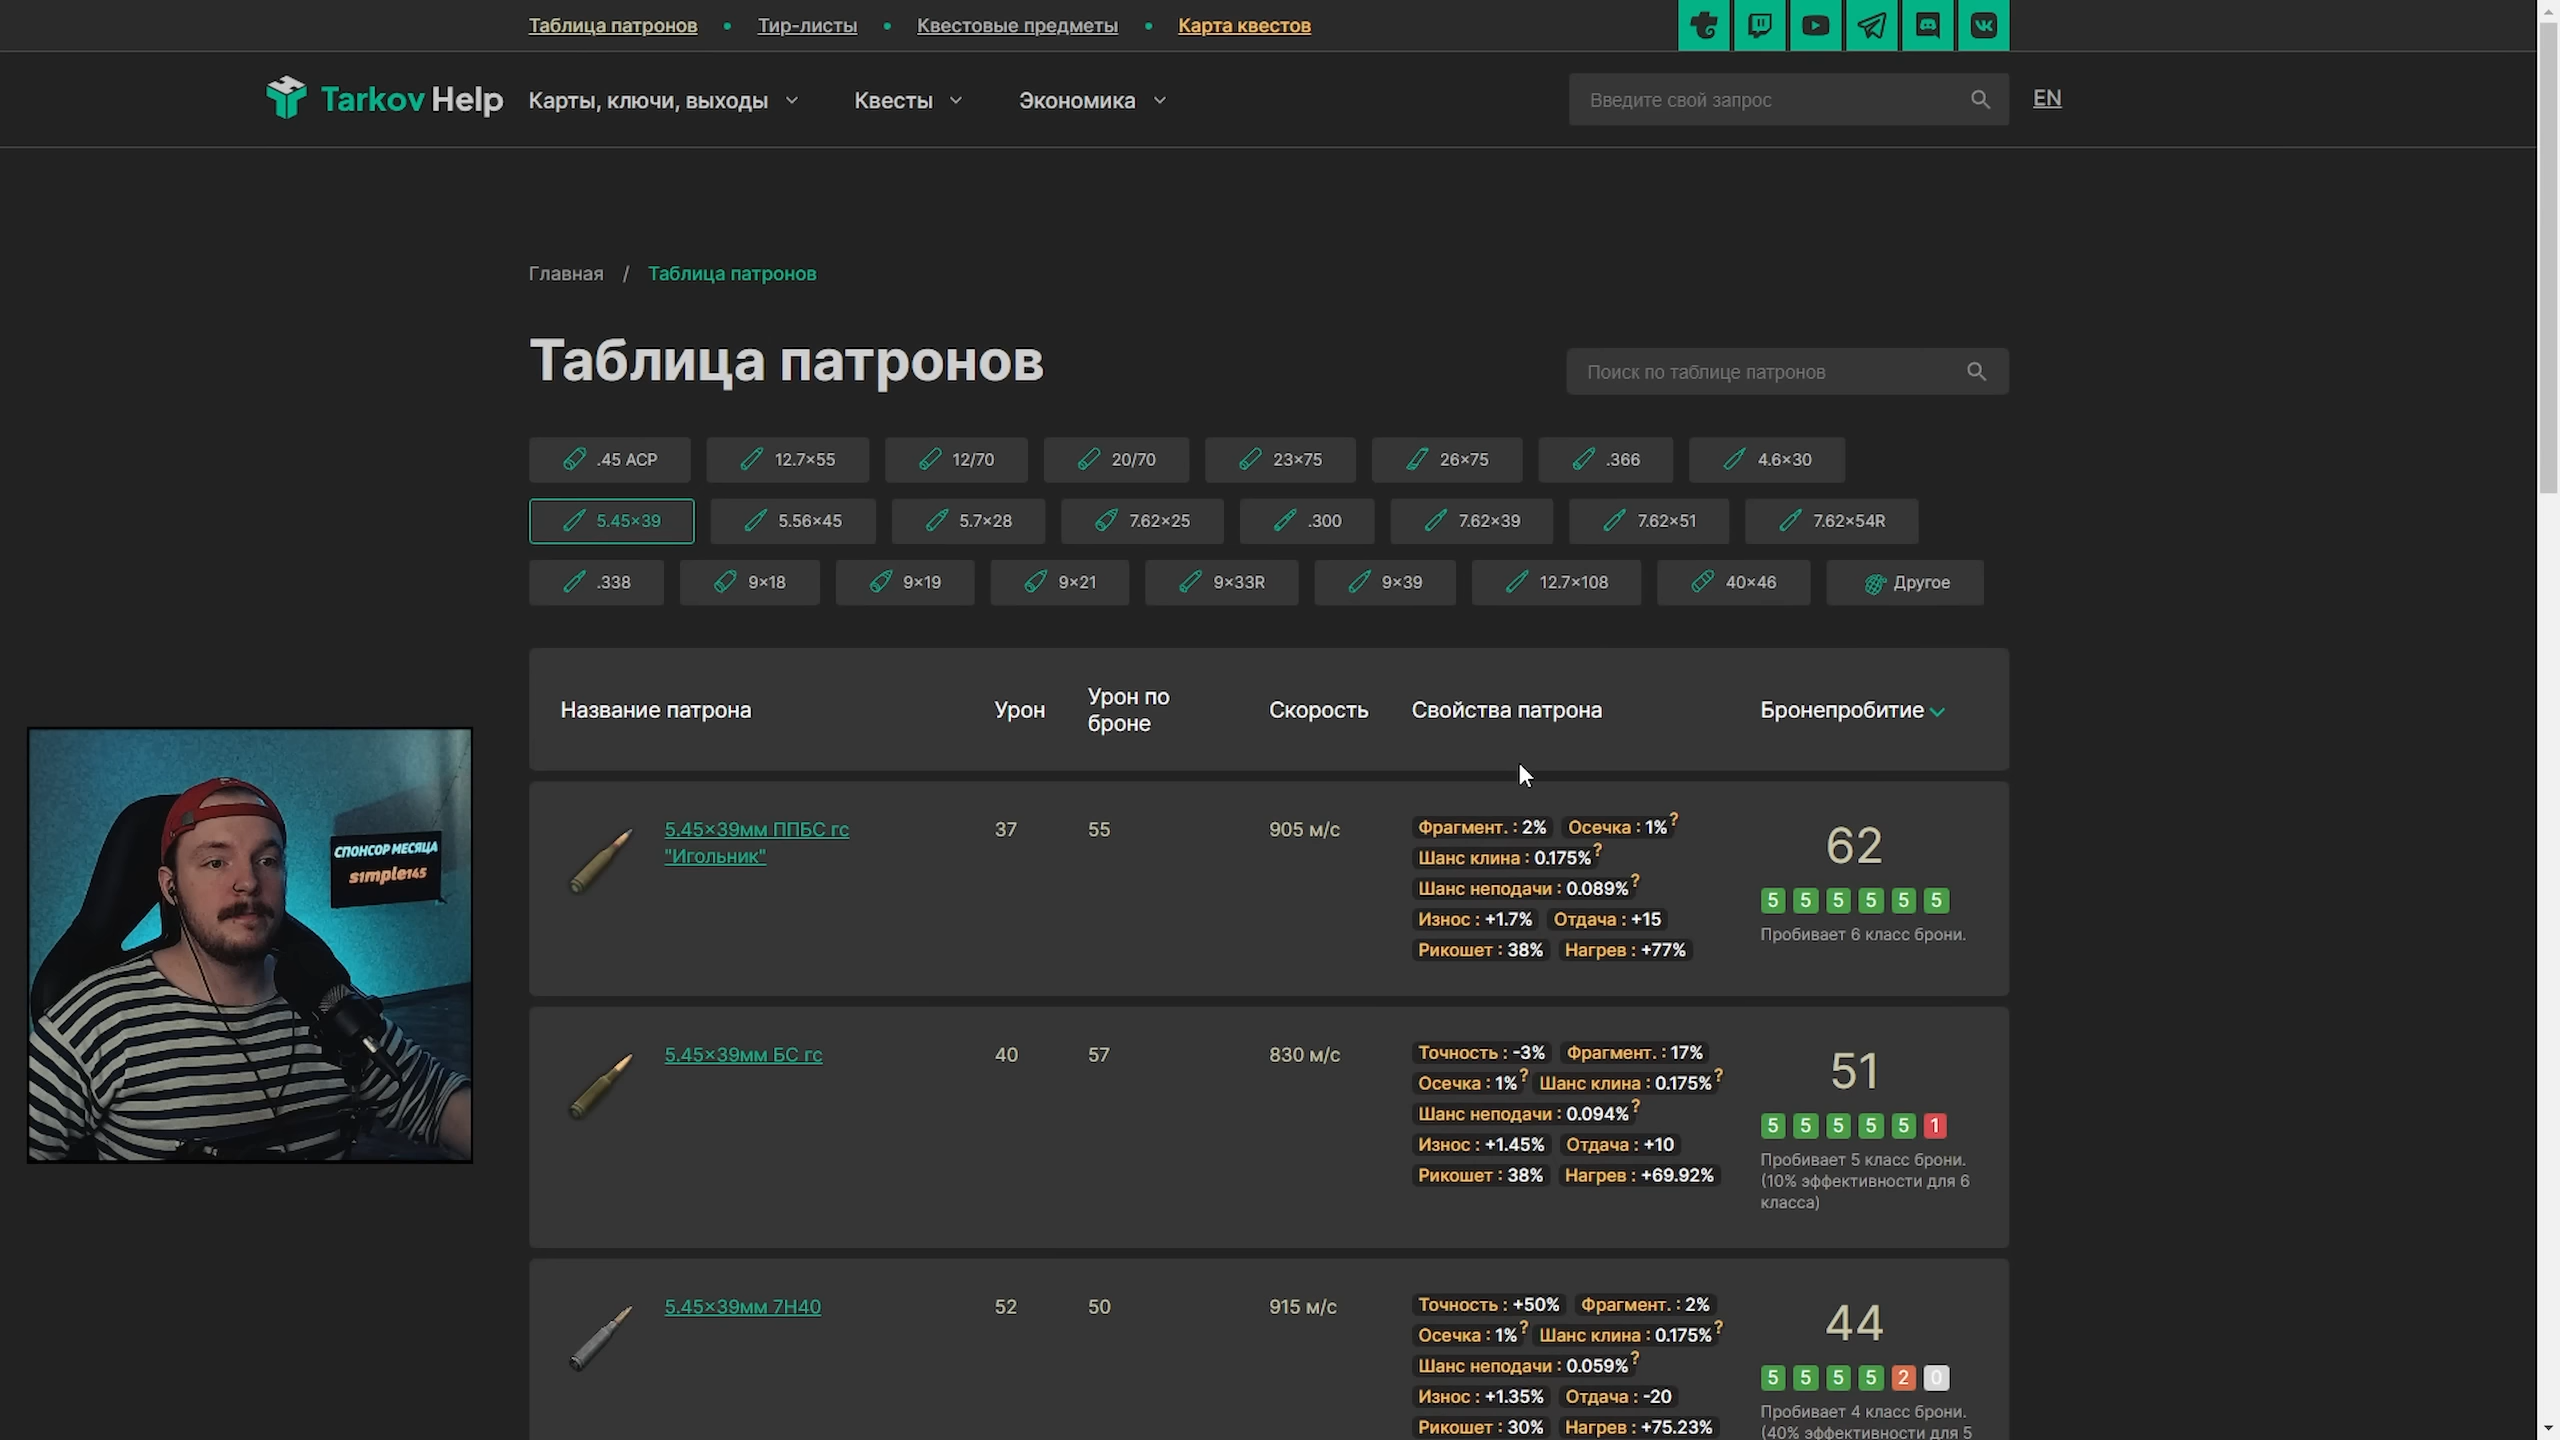 Таблица патронов • Тир-листы • Квестовые предметы • Карта квестов
Tarkov Help Карты, ключи, выходы Квесты Экономика Введите свой запрос EN
Главная / Таблица патронов
Таблица патронов Поиск по таблице патронов
.45 ACP 12.7×55 12/70 20/70 23×75 26×75 .366 4.6×30
5.45×39 5.56×45 5.7×28 7.62×25 .300 7.62×39 7.62×51 7.62×54R
.338 9×18 9×19 9×21 9×33R 9×39 12.7×108 40×46 Другое
Название патрона Урон Урон по броне Скорость Свойства патрона Бронепробитие
5.45×39мм ППБС гс
"Игольник"
37 55 905 м/с
Фрагмент. : 2% Осечка : 1% ?
Шанс клина : 0.175% ?
Шанс неподачи : 0.089% ?
Износ : +1.7% Отдача : +15
Рикошет : 38% Нагрев : +77%
62
5 5 5 5 5 5
Пробивает 6 класс брони.
СПОНСОР МЕСЯЦА
s1mple145
5.45×39мм БС гс 40 57 830 м/с
Точность : -3% Фрагмент. : 17%
Осечка : 1% ? Шанс клина : 0.175% ?
Шанс неподачи : 0.094% ?
Износ : +1.45% Отдача : +10
Рикошет : 38% Нагрев : +69.92%
51
5 5 5 5 5 1
Пробивает 5 класс брони.
(10% эффективности для 6
класса)
5.45×39мм 7Н40 52 50 915 м/с
Точность : +50% Фрагмент. : 2%
Осечка : 1% ? Шанс клина : 0.175% ?
Шанс неподачи : 0.059% ?
Износ : +1.35% Отдача : -20
Рикошет : 30% Нагрев : +75.23%
44
5 5 5 5 2 0
Пробивает 4 класс брони.
(40% эффективности для 5